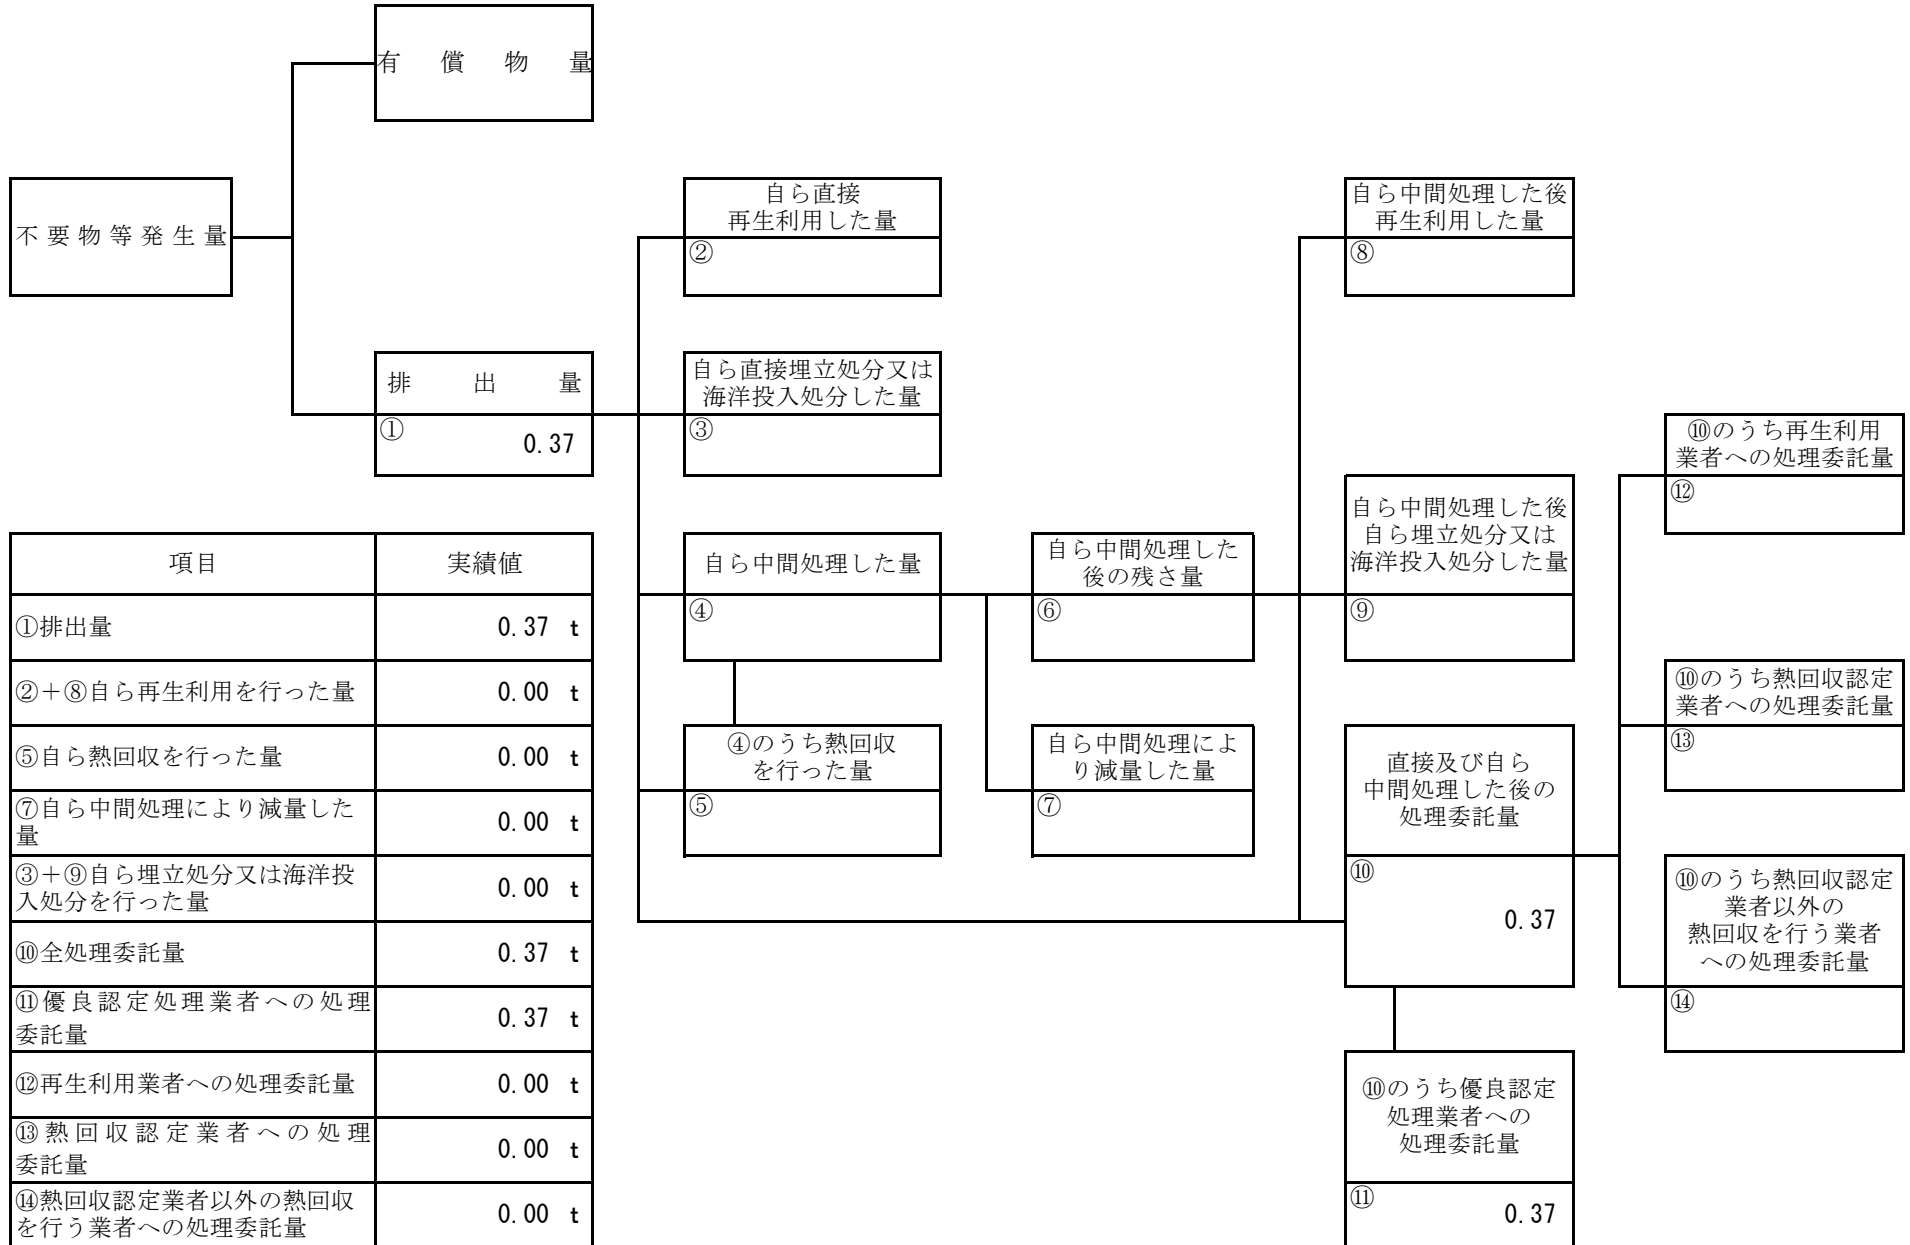 有償物量
不要物等発生量
自ら直接
再生利用した量
②
自ら中間処理した後
再生利用した量
⑧
排出量
①
0.37
自ら直接埋立処分又は
海洋投入処分した量
③
⑩のうち再生利用
業者への処理委託量
⑫
自ら中間処理した量
④
自ら中間処理した
後の残さ量
⑥
自ら中間処理した後
自ら埋立処分又は
海洋投入処分した量
⑨
⑩のうち熱回収認定
業者への処理委託量
⑬
④のうち熱回収
を行った量
⑤
自ら中間処理によ
り減量した量
⑦
直接及び自ら
中間処理した後の
処理委託量
⑩
0.37
⑩のうち熱回収認定
業者以外の
熱回収を行う業者
への処理委託量
⑭
⑩のうち優良認定
処理業者への
処理委託量
⑪
0.37
項目 実績値
①排出量 0.37 t
②＋⑧自ら再生利用を行った量 0.00 t
⑤自ら熱回収を行った量 0.00 t
⑦自ら中間処理により減量した
量 0.00 t
③＋⑨自ら埋立処分又は海洋投
入処分を行った量 0.00 t
⑩全処理委託量 0.37 t
⑪優良認定処理業者への処理
委託量 0.37 t
⑫再生利用業者への処理委託量 0.00 t
⑬熱回収認定業者への処理
委託量 0.00 t
⑭熱回収認定業者以外の熱回収
を行う業者への処理委託量 0.00 t